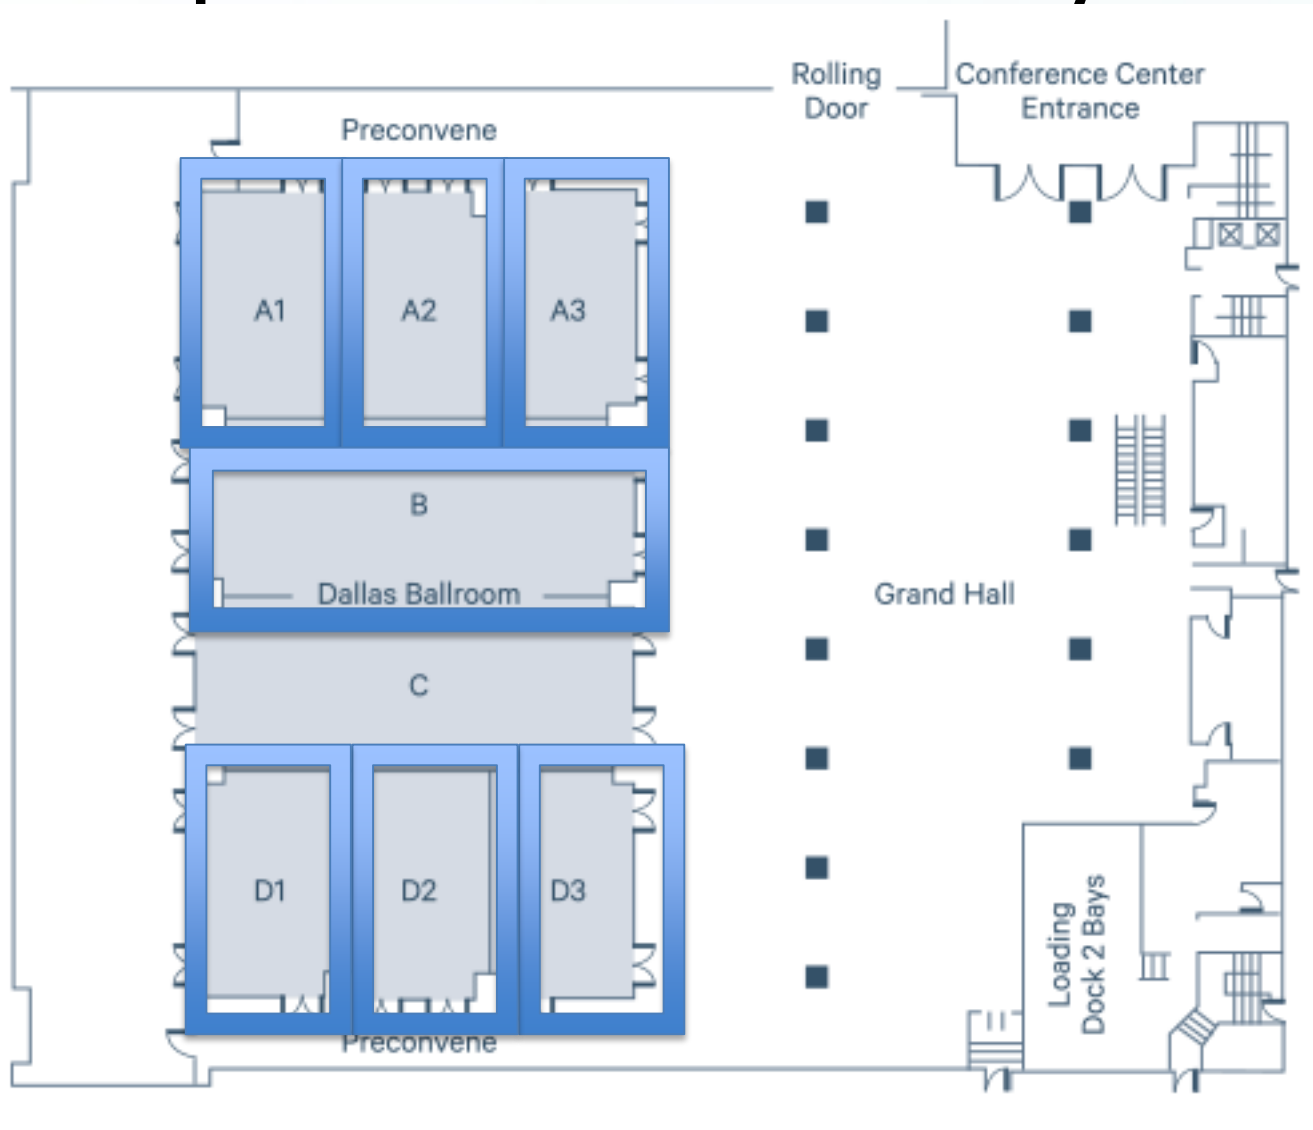 Rolling
Door
Conference Center
Entrance
Preconvene
A1
A2
A3
B
Dallas Ballroom
Grand Hall
C
D1
D2
D3
Loading
Dock 2 Bays
Preconvene